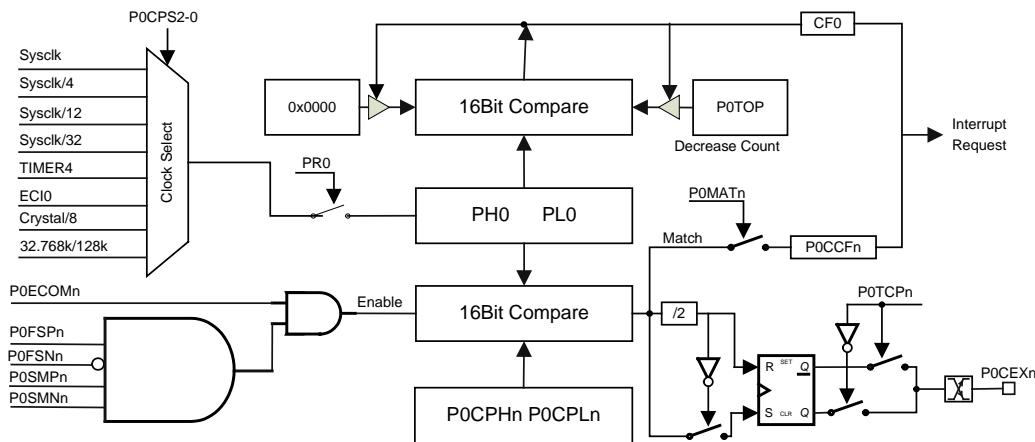 P0CPS2-0
Sysclk
Sysclk/4
Sysclk/12
Sysclk/32
TIMER4
ECI0
Crystal/8
32.768k/128k
Clock Select
PR0
0x0000
16Bit Compare
P0TOP
Decrease Count
CF0
Interrupt
Request
PH0 PL0
P0MATn
Match
P0CCFn
P0ECOMn
P0FSPn
P0FSNn
P0SMPn
P0SMNn
Enable
16Bit Compare
P0CPHn P0CPLn
/2
R SET Q
S CLR Q
P0TCPn
P0CEXn